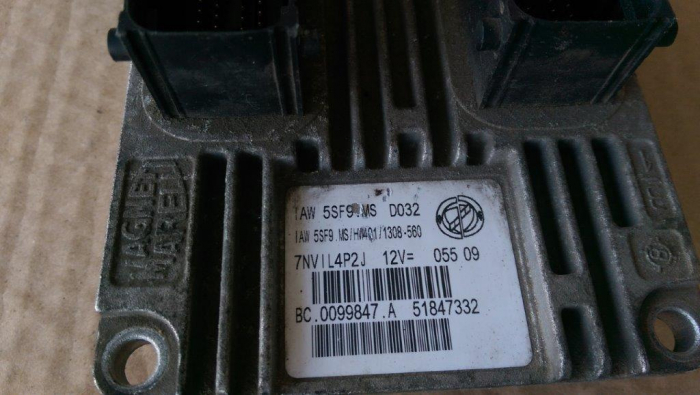 MAGNETI
MARELLI
IAW 5SF9.MS D032
IAW 5SF9.MS/HW401/1308-560
7NVIL4P2J 12V= 055 09
BC.0099847.A 51847332